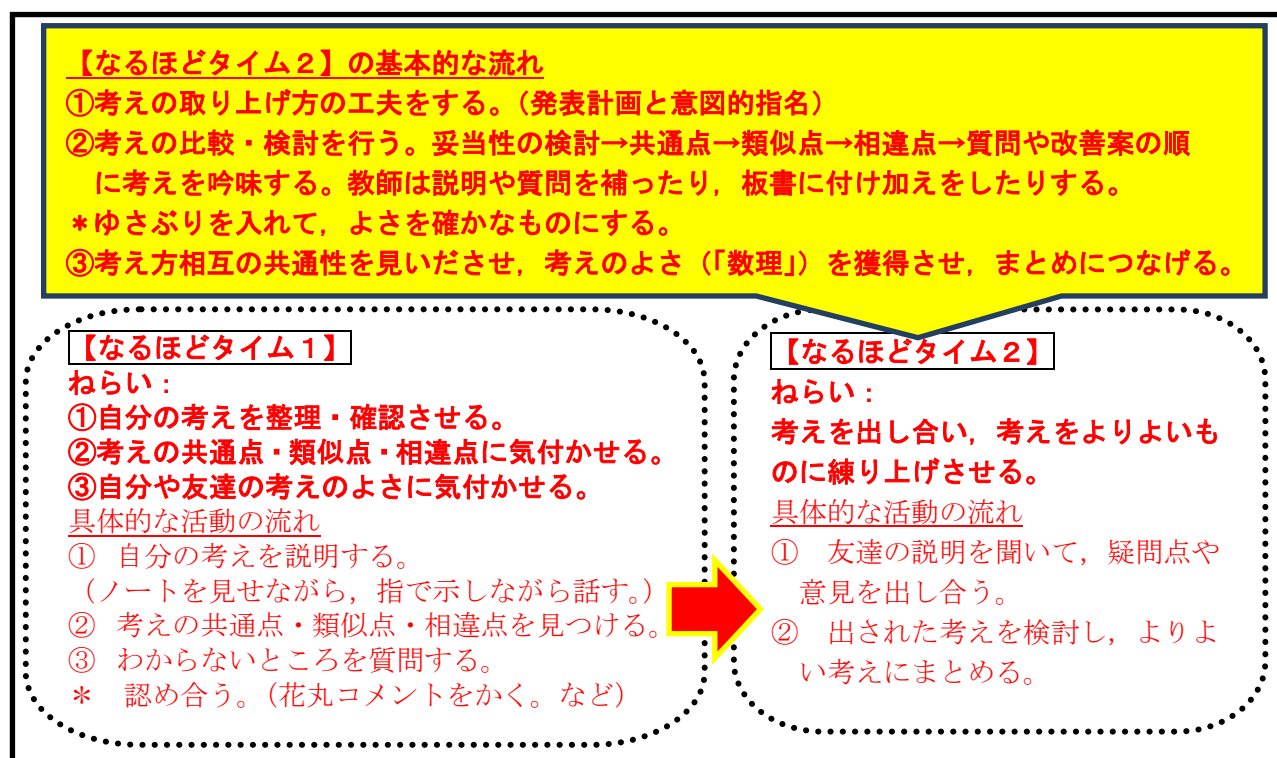 【なるほどタイム２】の基本的な流れ
①考えの取り上げ方の工夫をする。（発表計画と意図的指名）
②考えの比較・検討を行う。妥当性の検討→共通点→類似点→相違点→質問や改善案の順
に考えを吟味する。教師は説明や質問を補ったり，板書に付け加えをしたりする。
＊ゆさぶりを入れて，よさを確かなものにする。
③考え方相互の共通性を見いださせ，考えのよさ（「数理」）を獲得させ，まとめにつなげる。
【なるほどタイム１】
ねらい：
①自分の考えを整理・確認させる。
②考えの共通点・類似点・相違点に気付かせる。
③自分や友達の考えのよさに気付かせる。
具体的な活動の流れ
①　自分の考えを説明する。
（ノートを見せながら，指で示しながら話す。）
②　考えの共通点・類似点・相違点を見つける。
③　わからないところを質問する。
＊　認め合う。（花丸コメントをかく。など）
【なるほどタイム２】
ねらい：
考えを出し合い，考えをよりよいも
のに練り上げさせる。
具体的な活動の流れ
①　友達の説明を聞いて，疑問点や
意見を出し合う。
②　出された考えを検討し，よりよ
い考えにまとめる。